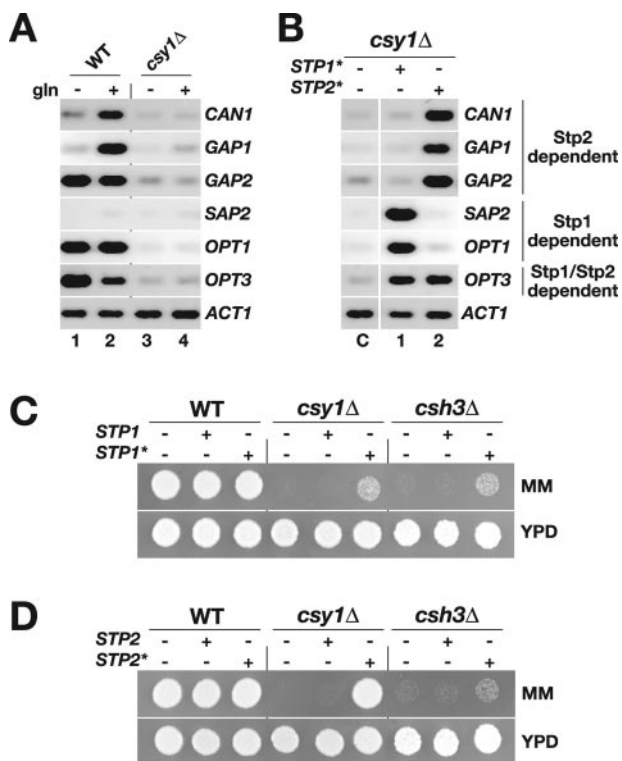 A
WT csy1Δ
gln - + - +
CAN1
GAP1
GAP2
SAP2
OPT1
OPT3
ACT1
1 2 3 4
B
csy1Δ
STP1* - + -
STP2* - - +
CAN1
GAP1
GAP2
Stp2
dependent
SAP2
OPT1
Stp1
dependent
OPT3
Stp1/Stp2
dependent
ACT1
C 1 2
C
WT csy1Δ csh3Δ
STP1 - + - - + - - + -
STP1* - - + - - + - - +
MM
YPD
D
WT csy1Δ csh3Δ
STP2 - + - - + - - + -
STP2* - - + - - + - - +
MM
YPD